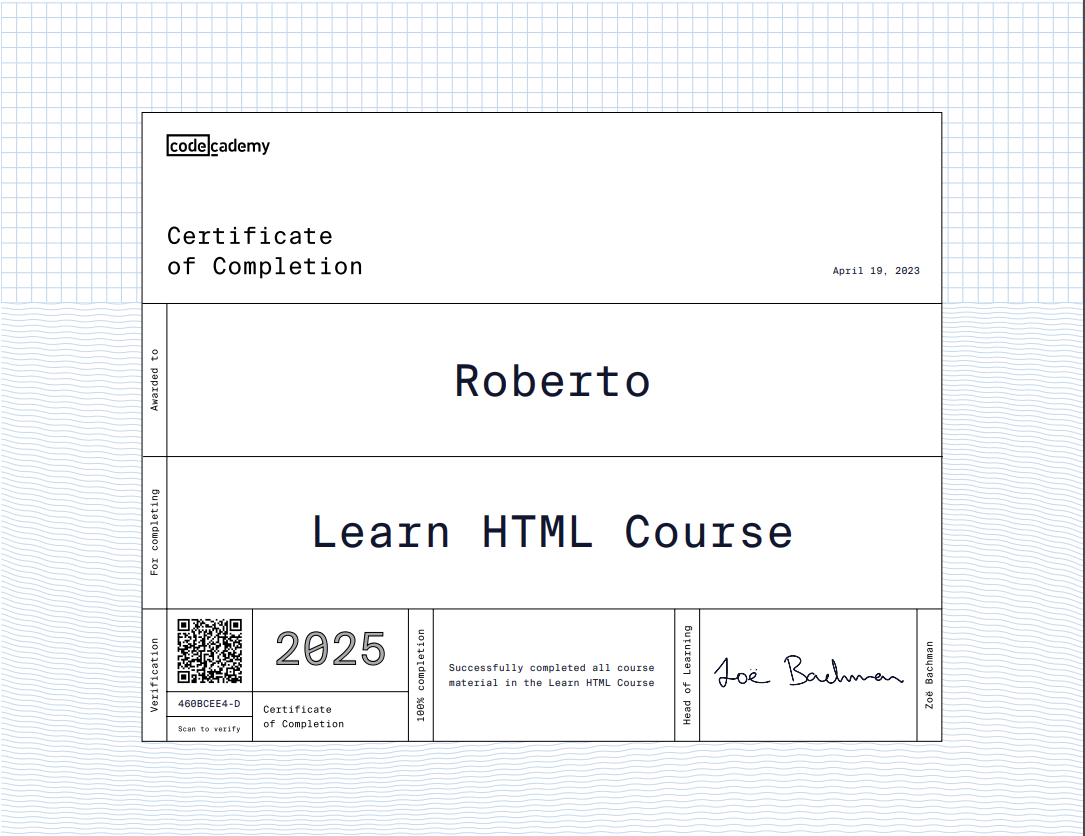 codecademy
Certificate
of Completion
April 19, 2023
Awarded to
Roberto
For completing
Learn HTML Course
Verification
460BCEE4-D
Scan to verify
2025
Certificate
of Completion
100% completion
Successfully completed all course
material in the Learn HTML Course
Head of Learning
Zoë Bachman
Zoë Bachman